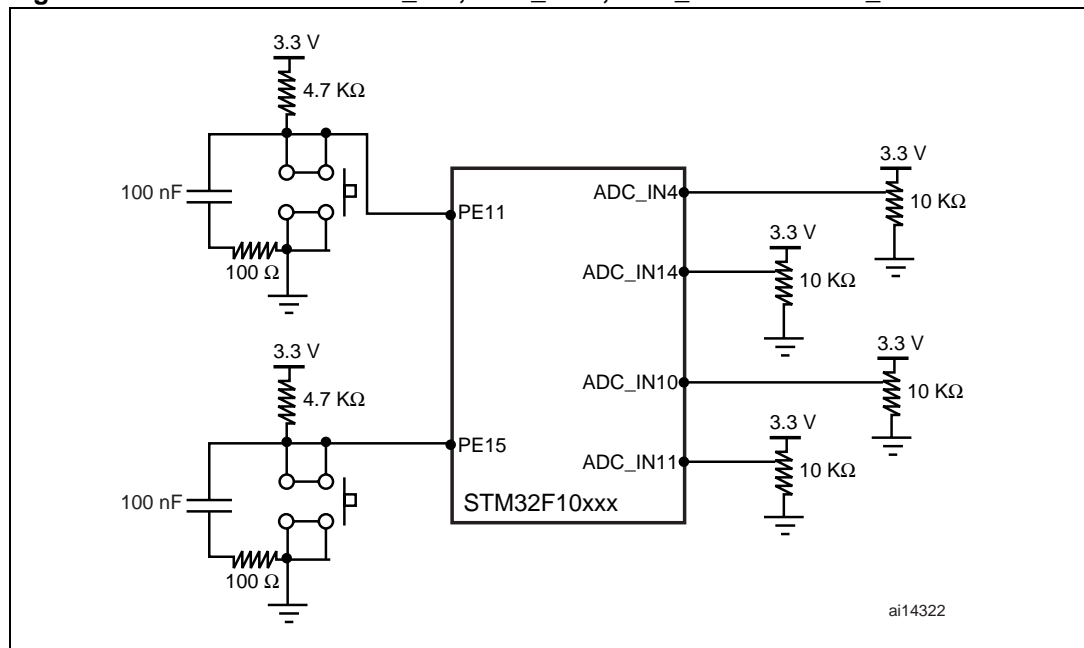 3.3 V
4.7 KΩ
100 nF
100 Ω
PE11
3.3 V
4.7 KΩ
100 nF
100 Ω
PE15
STM32F10xxx
ADC_IN4
3.3 V
10 KΩ
ADC_IN14
3.3 V
10 KΩ
ADC_IN10
3.3 V
10 KΩ
ADC_IN11
3.3 V
10 KΩ
ai14322